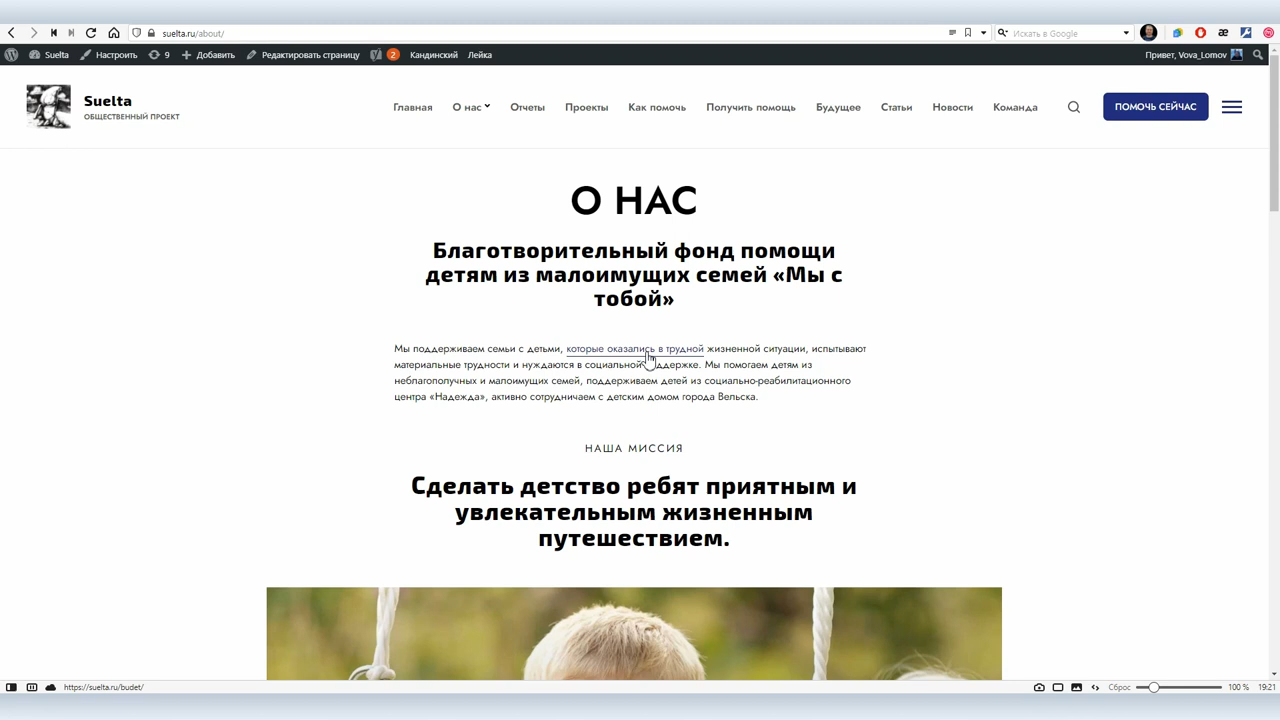 suelta.ru/about/
Искать в Google
Suelta
Настроить
9
Добавить
Редактировать страницу
2
Кандинский
Лейка
Привет, Vova_Lomov
Suelta
ОБЩЕСТВЕННЫЙ ПРОЕКТ
Главная
О нас
Отчеты
Проекты
Как помочь
Получить помощь
Будущее
Статьи
Новости
Команда
ПОМОЧЬ СЕЙЧАС
О НАС
Благотворительный фонд помощи
детям из малоимущих семей «Мы с
тобой»
Мы поддерживаем семьи с детьми, которые оказались в трудной жизненной ситуации, испытывают
материальные трудности и нуждаются в социальной поддержке. Мы помогаем детям из
неблагополучных и малоимущих семей, поддерживаем детей из социально-реабилитационного
центра «Надежда», активно сотрудничаем с детским домом города Вельска.
НАША МИССИЯ
Сделать детство ребят приятным и
увлекательным жизненным
путешествием.
https://suelta.ru/budet/
Сброс
100 %
19:21